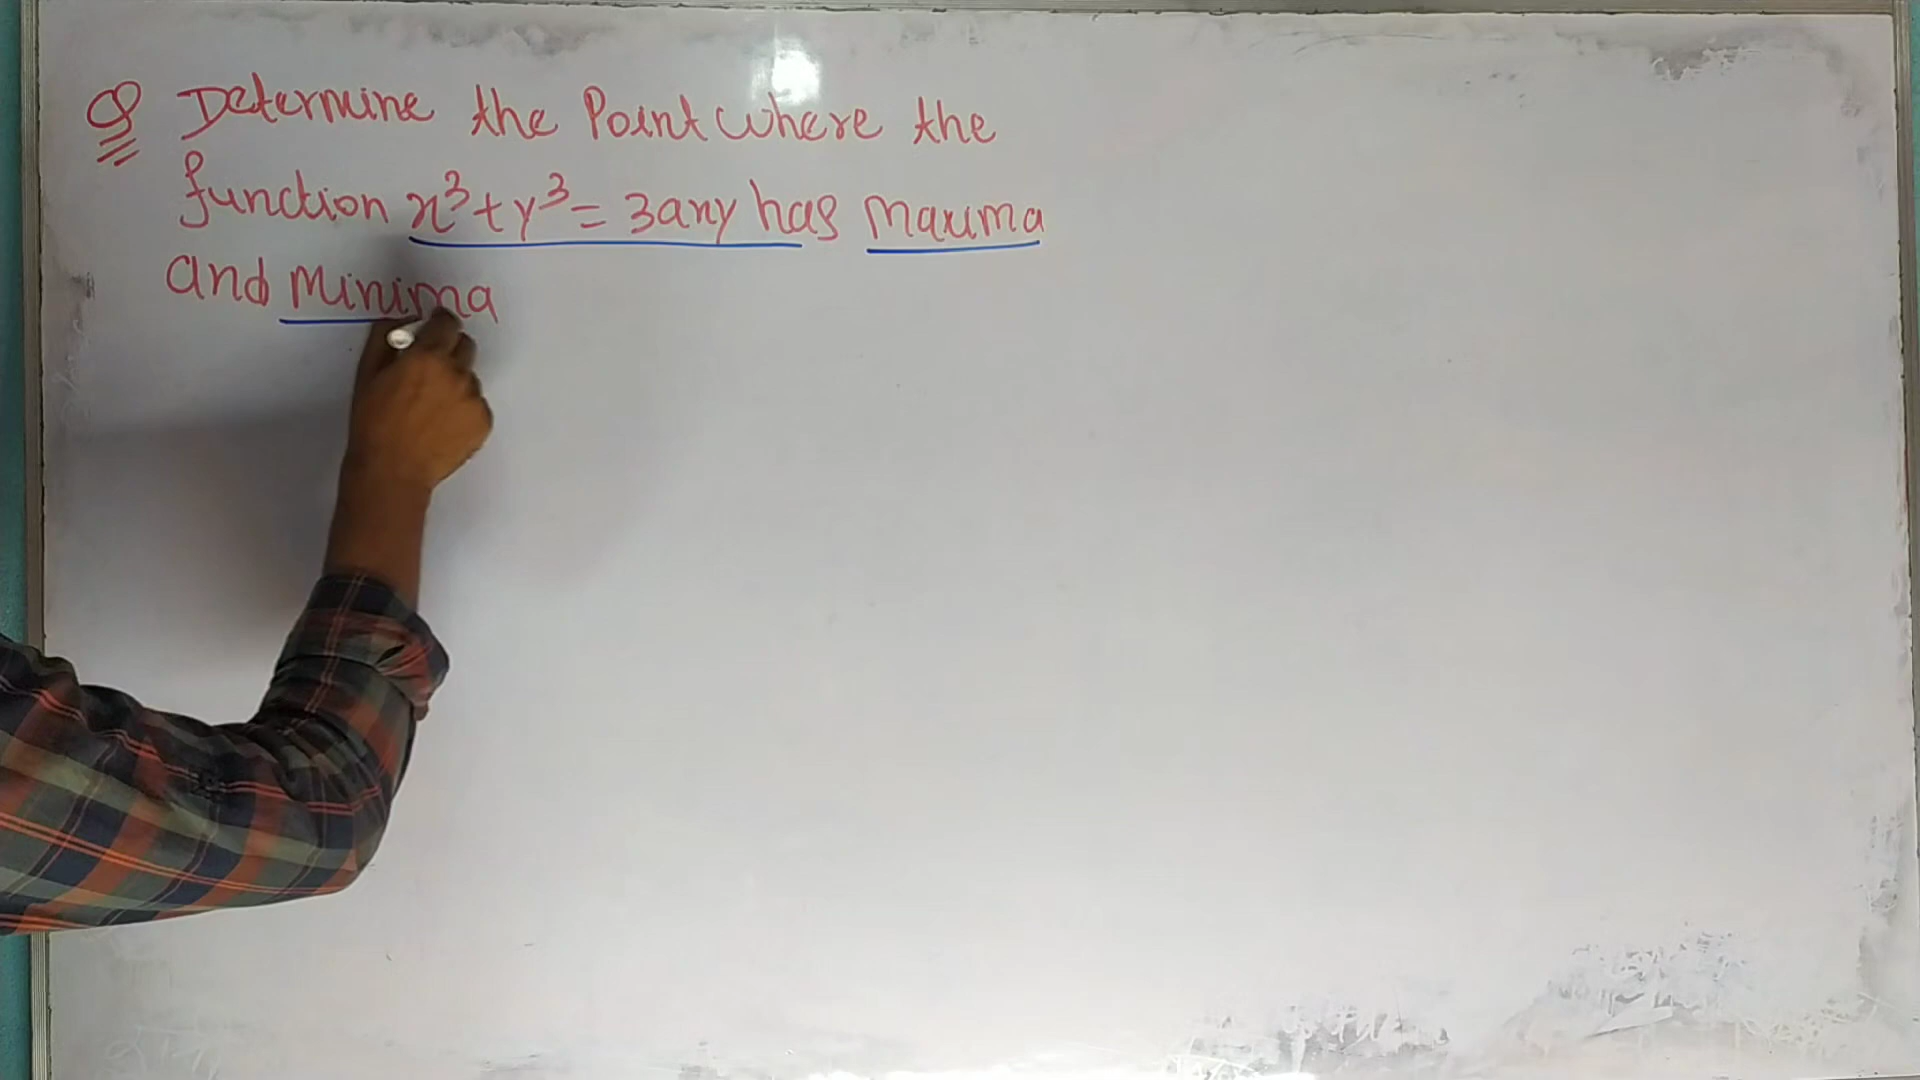 Q Determine the Point where the
function x³+y³=3axy has Maxima
and Minima